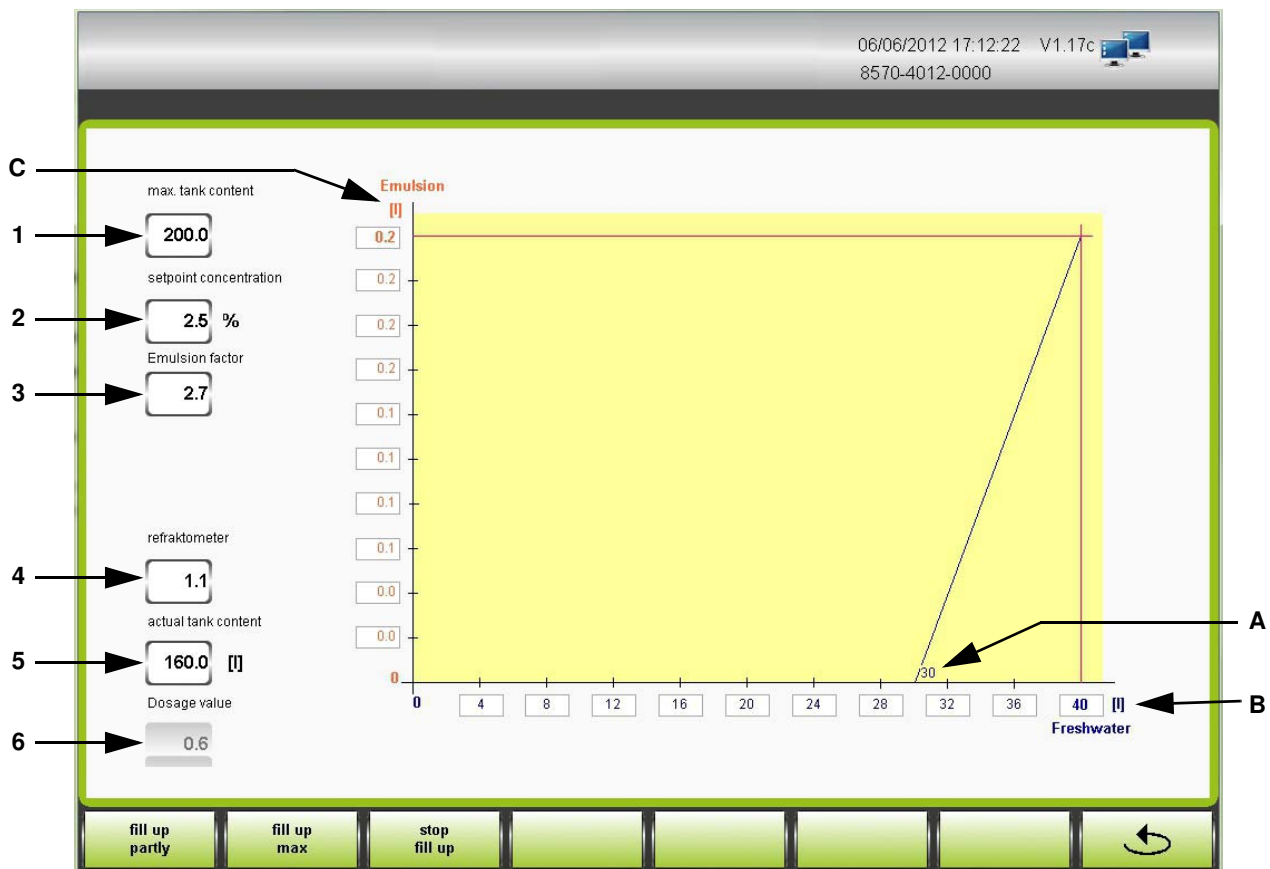 06/06/2012 17:12:22 V1.17c
8570-4012-0000
C
max. tank content
1
200.0
setpoint concentration
2
2.5 %
Emulsion factor
3
2.7
refraktometer
4
1.1
actual tank content
5
160.0 [l]
Dosage value
6
0.6
Emulsion
[l]
0.2
0.2
0.2
0.2
0.1
0.1
0.1
0.1
0.0
0.0
0
30
A
0 4 8 12 16 20 24 28 32 36 40 [l]
B
Freshwater
fill up
partly
fill up
max
stop
fill up